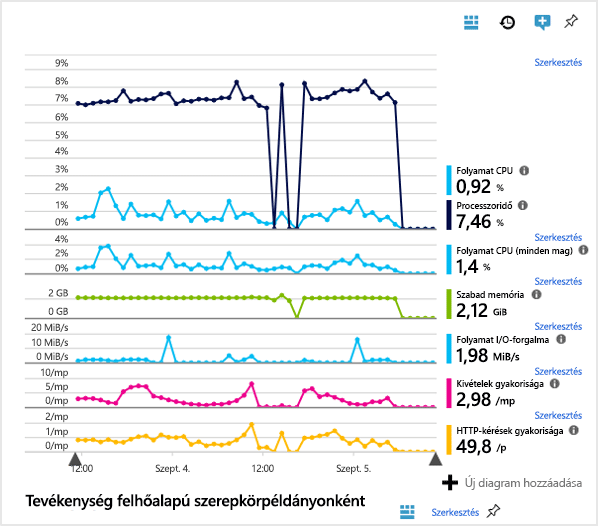 Szerkesztés
9%
8%
7%
6%
5%
4%
3%
2%
1%
0%
Folyamat CPU
0,92 %
Processzoridő
7,46 %
Szerkesztés
4%
2%
0%
Folyamat CPU (minden mag)
1,4 %
Szerkesztés
2 GB
0 GB
Szabad memória
2,12 GiB
Szerkesztés
20 MiB/s
10 MiB/s
0 MiB/s
Folyamat I/O-forgalma
1,98 MiB/s
Szerkesztés
10/mp
5/mp
0/mp
Kivételek gyakorisága
2,98 /mp
Szerkesztés
2/mp
1/mp
0/mp
HTTP-kérések gyakorisága
49,8 /p
12:00 Szept. 4. 12:00 Szept. 5.
Új diagram hozzáadása
Tevékenység felhőalapú szerepkörpéldányonként
Szerkesztés